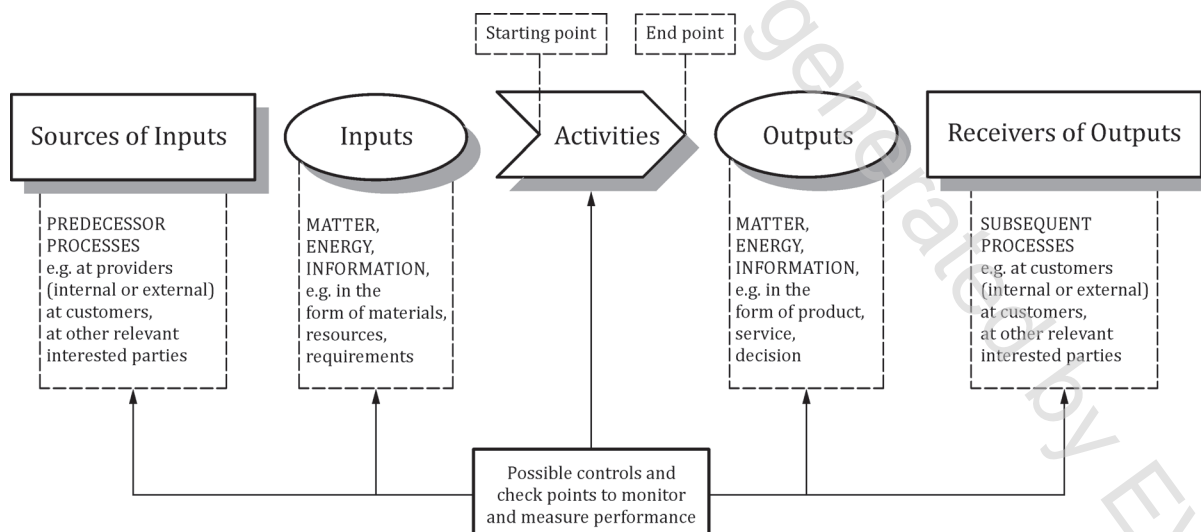 Starting point
End point
Sources of Inputs
Inputs
Activities
Outputs
Receivers of Outputs
PREDECESSOR
PROCESSES
e.g. at providers
(internal or external)
at customers,
at other relevant
interested parties
MATTER,
ENERGY,
INFORMATION,
e.g. in the
form of materials,
resources,
requirements
MATTER,
ENERGY,
INFORMATION,
e.g. in the
form of product,
service,
decision
SUBSEQUENT
PROCESSES
e.g. at customers
(internal or external)
at customers,
at other relevant
interested parties
Possible controls and
check points to monitor
and measure performance
generated by